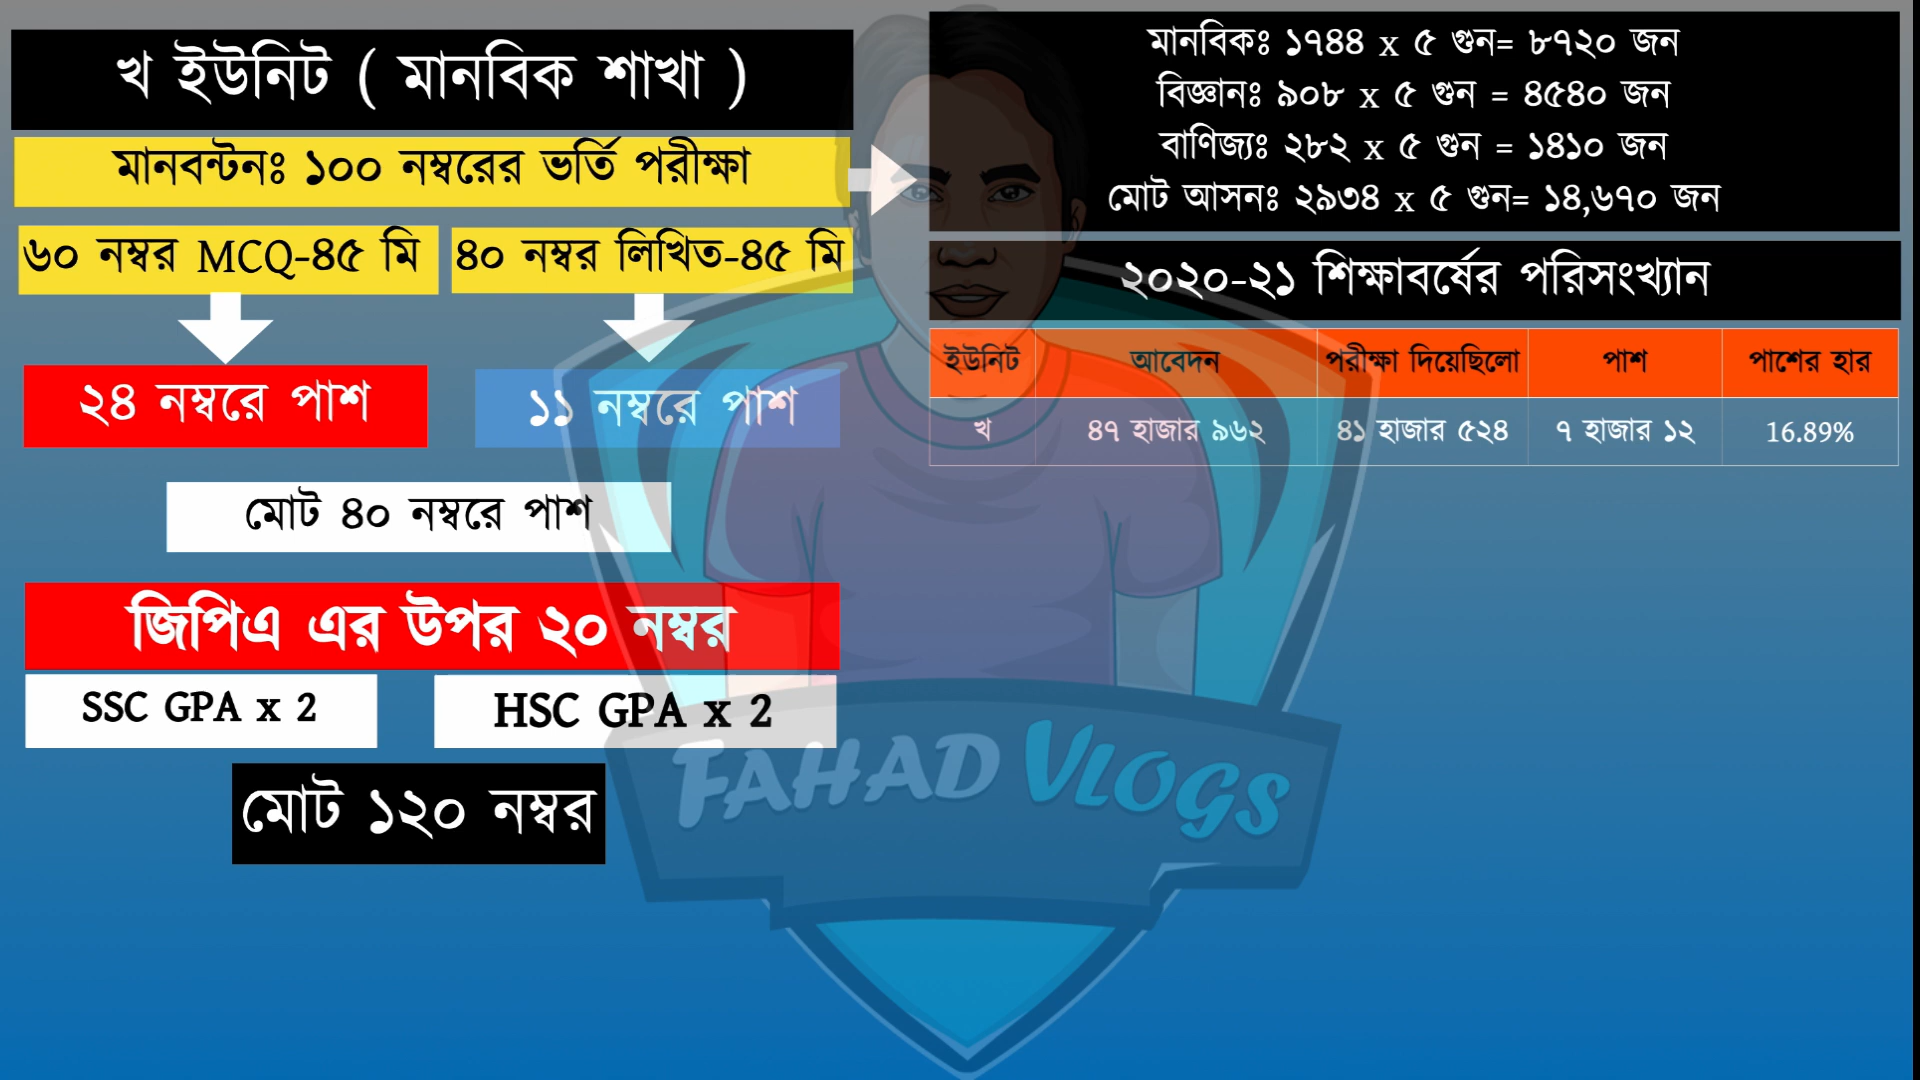 খ ইউনিট ( মানবিক শাখা )
মানবন্টনঃ ১০০ নম্বরের ভর্তি পরীক্ষা
৬০ নম্বর MCQ-৪৫ মি
৪০ নম্বর লিখিত-৪৫ মি
২৪ নম্বরে পাশ
১১ নম্বরে পাশ
মোট ৪০ নম্বরে পাশ
জিপিএ এর উপর ২০ নম্বর
SSC GPA x 2
HSC GPA x 2
মোট ১২০ নম্বর
মানবিকঃ ১৭৪৪ x ৫ গুন= ৮৭২০ জন
বিজ্ঞানঃ ৯০৮ x ৫ গুন = ৪৫৪০ জন
বাণিজ্যঃ ২৮২ x ৫ গুন = ১৪১০ জন
মোট আসনঃ ২৯৩৪ x ৫ গুন= ১৪,৬৭০ জন
২০২০-২১ শিক্ষাবর্ষের পরিসংখ্যান
ইউনিট আবেদন পরীক্ষা দিয়েছিলো পাশ পাশের হার
খ ৪৭ হাজার ৯৬২ ৪১ হাজার ৫২৪ ৭ হাজার ১২ 16.89%
FAHAD VLOGS